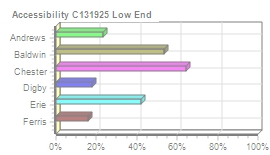 Accessibility C131925 Low End
Andrews
Baldwin
Chester
Digby
Erie
Ferris
0% 20% 40% 60% 80% 100%